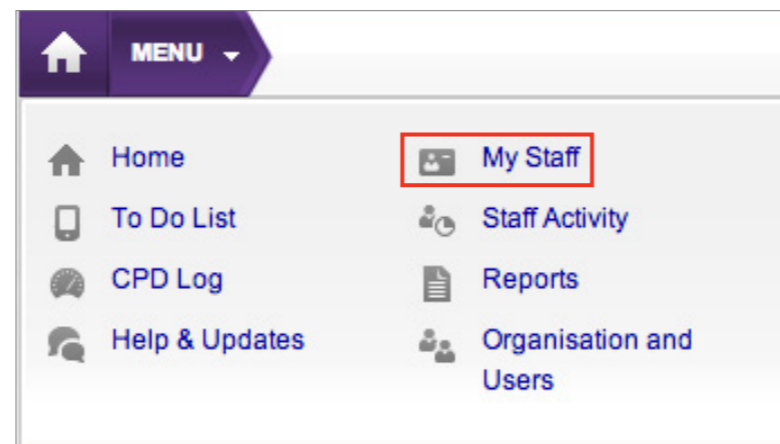 MENU
Home
To Do List
CPD Log
Help & Updates
My Staff
Staff Activity
Reports
Organisation and
Users